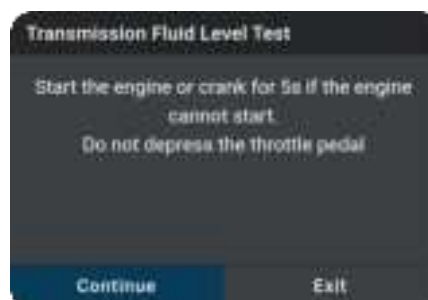 Transmission Fluid Level Test
Start the engine or crank for 5s if the engine
cannot start.
Do not depress the throttle pedal
Continue
Exit